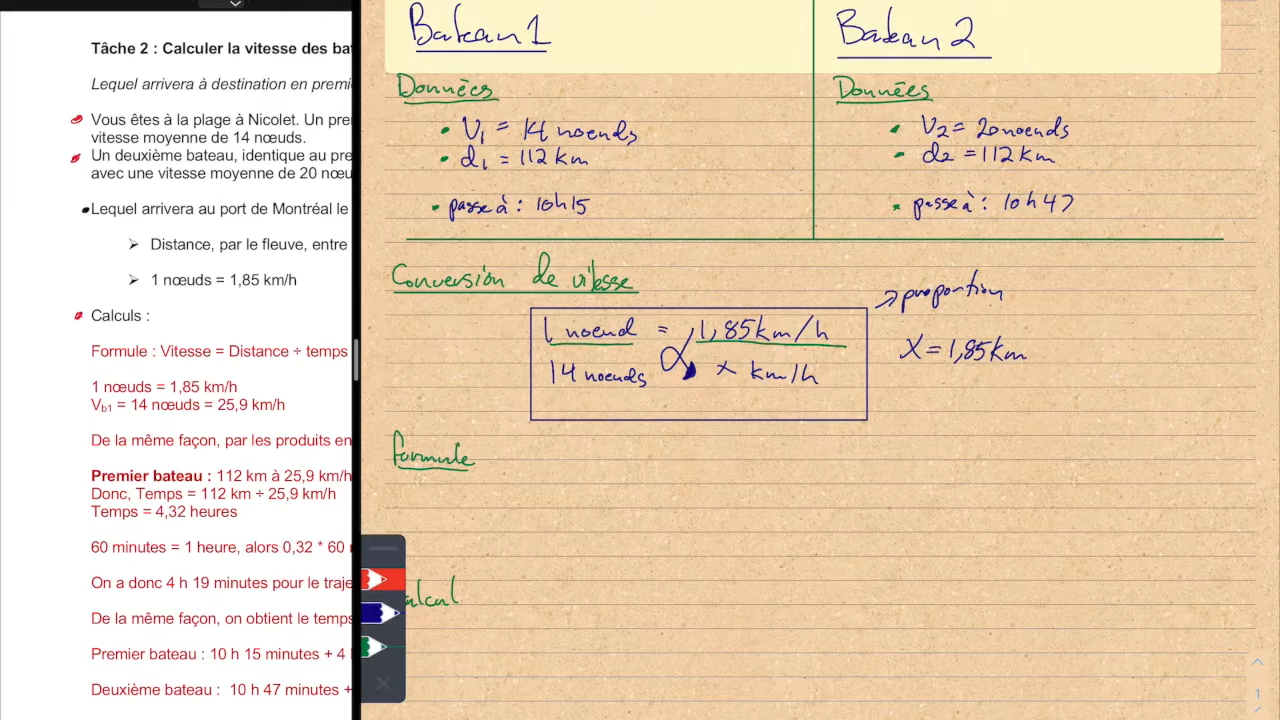 Tâche 2 : Calculer la vitesse des bat
Lequel arrivera à destination en premie
Vous êtes à la plage à Nicolet. Un prem
vitesse moyenne de 14 nœuds.
Un deuxième bateau, identique au pre
avec une vitesse moyenne de 20 nœu
Lequel arrivera au port de Montréal le
Distance, par le fleuve, entre
1 nœuds = 1,85 km/h
Calculs :
Formule : Vitesse = Distance ÷ temps
1 nœuds = 1,85 km/h
Vb1 = 14 nœuds = 25,9 km/h
De la même façon, par les produits en
Premier bateau : 112 km à 25,9 km/h
Donc, Temps = 112 km ÷ 25,9 km/h
Temps = 4,32 heures
60 minutes = 1 heure, alors 0,32 * 60
On a donc 4 h 19 minutes pour le traje
De la même façon, on obtient le temps
Premier bateau : 10 h 15 minutes + 4
Deuxième bateau : 10 h 47 minutes +
Bateau 1
Données
• V1 = 14 noeuds
• d1 = 112 km
• passe à : 10h15
Bateau 2
Données
• V2 = 20 noeuds
• d2 = 112 km
• passe à : 10h47
Conversion de vitesse
1 noeud = 1,85 km/h
14 noeuds x km/h
→ proportion
X = 1,85km
Formule
alcul
1